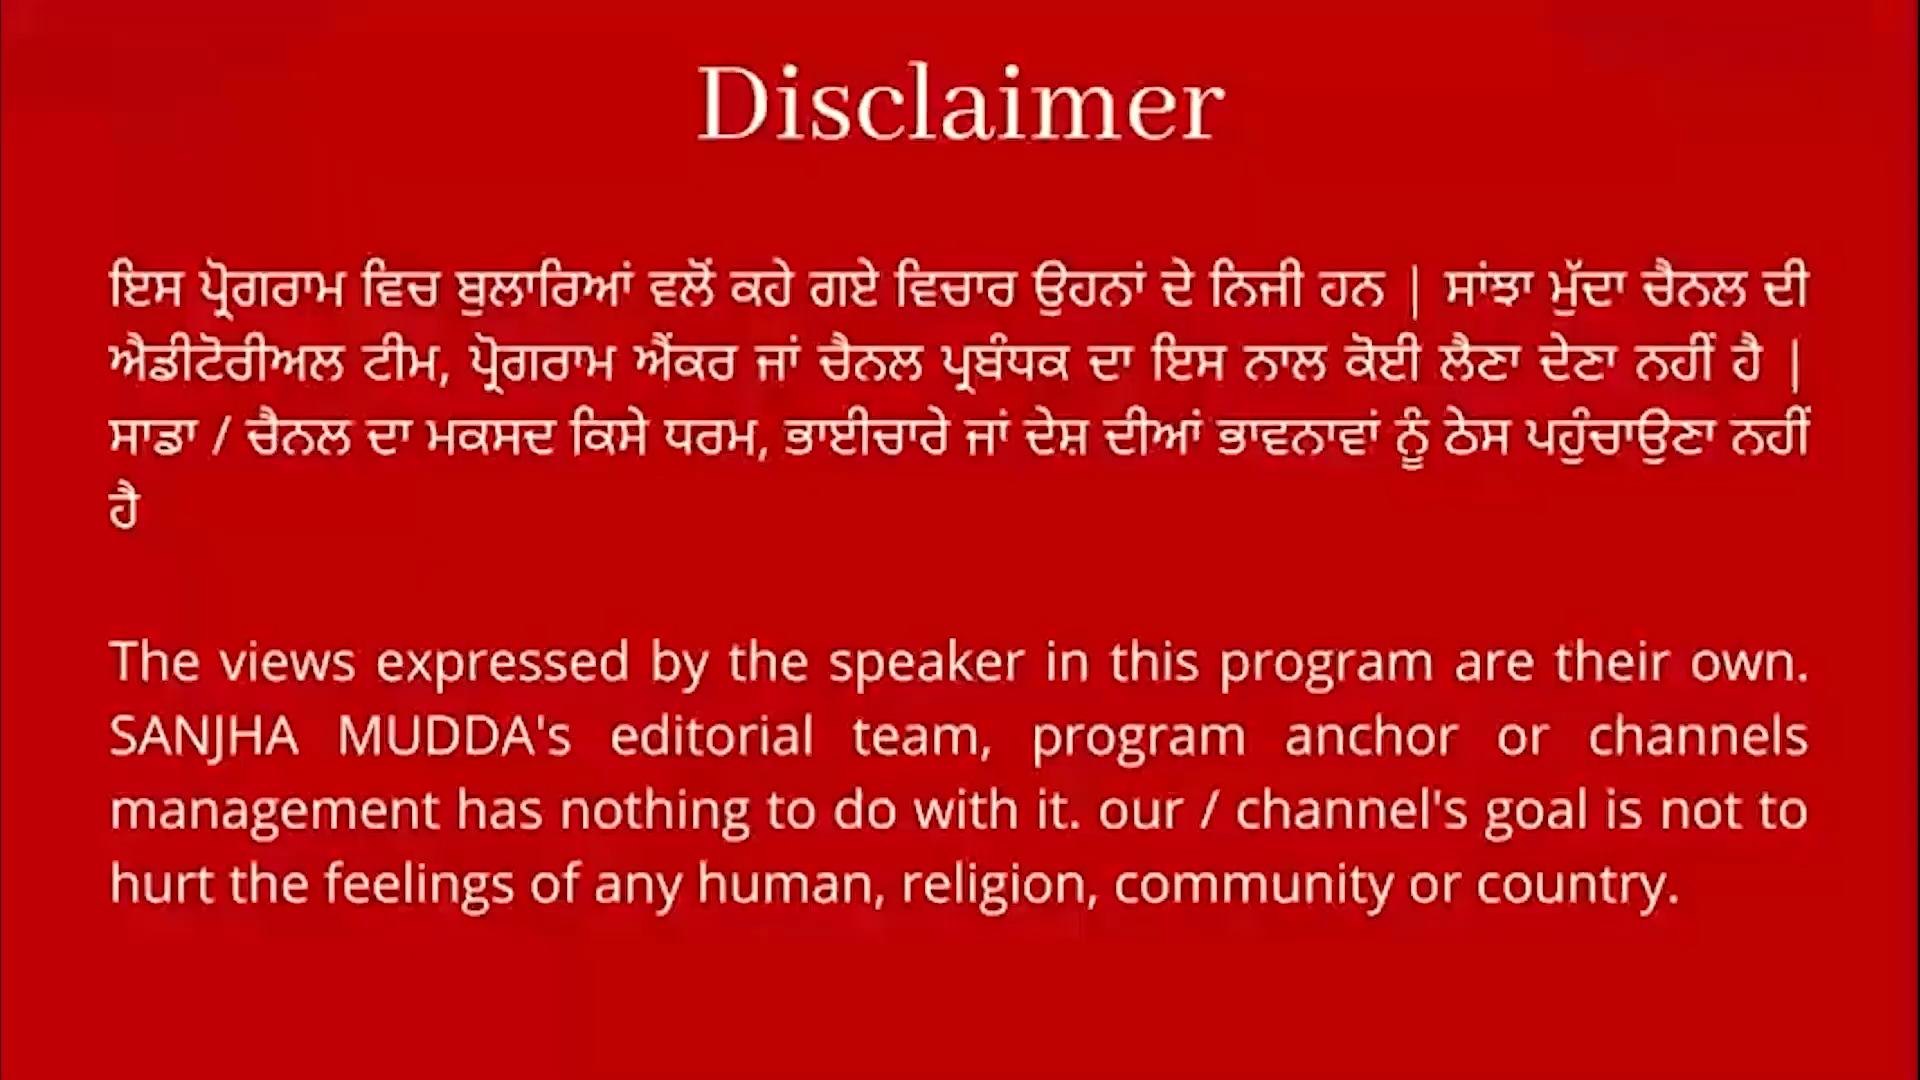 Disclaimer
ਇਸ ਪ੍ਰੋਗਰਾਮ ਵਿਚ ਬੁਲਾਰਿਆਂ ਵਲੋਂ ਕਹੇ ਗਏ ਵਿਚਾਰ ਉਹਨਾਂ ਦੇ ਨਿਜੀ ਹਨ | ਸਾਂਝਾ ਮੁੱਦਾ ਚੈਨਲ ਦੀ
ਐਡੀਟੋਰੀਅਲ ਟੀਮ, ਪ੍ਰੋਗਰਾਮ ਐਂਕਰ ਜਾਂ ਚੈਨਲ ਪ੍ਰਬੰਧਕ ਦਾ ਇਸ ਨਾਲ ਕੋਈ ਲੈਣਾ ਦੇਣਾ ਨਹੀਂ ਹੈ |
ਸਾਡਾ / ਚੈਨਲ ਦਾ ਮਕਸਦ ਕਿਸੇ ਧਰਮ, ਭਾਈਚਾਰੇ ਜਾਂ ਦੇਸ਼ ਦੀਆਂ ਭਾਵਨਾਵਾਂ ਨੂੰ ਠੇਸ ਪਹੁੰਚਾਉਣਾ ਨਹੀਂ
ਹੈ
The views expressed by the speaker in this program are their own.
SANJHA MUDDA's editorial team, program anchor or channels
management has nothing to do with it. our / channel's goal is not to
hurt the feelings of any human, religion, community or country.